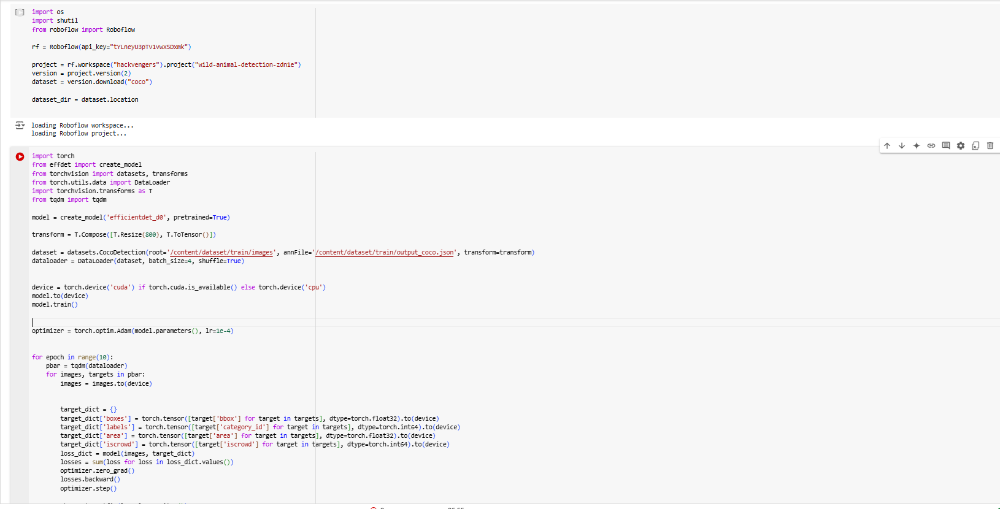 import os
import shutil
from roboflow import Roboflow
rf = Roboflow(api_key="tYLneyU3pTv1vwx5Dxmk")
project = rf.workspace("hackvengers").project("wild-animal-detection-zdn1e")
version = project.version(2)
dataset = version.download("coco")
dataset_dir = dataset.location
loading Roboflow workspace...
loading Roboflow project...
import torch
from effdet import create_model
from torchvision import datasets, transforms
from torch.utils.data import DataLoader
import torchvision.transforms as T
from tqdm import tqdm
model = create_model('efficientdet_d0', pretrained=True)
transform = T.Compose([T.Resize(800), T.ToTensor()])
dataset = datasets.CocoDetection(root='/content/dataset/train/images', annFile='/content/dataset/train/output_coco.json', transform=transform)
dataloader = DataLoader(dataset, batch_size=4, shuffle=True)
device = torch.device('cuda') if torch.cuda.is_available() else torch.device('cpu')
model.to(device)
model.train()
optimizer = torch.optim.Adam(model.parameters(), lr=1e-4)
for epoch in range(10):
    pbar = tqdm(dataloader)
    for images, targets in pbar:
        images = images.to(device)
        target_dict = {}
        target_dict['boxes'] = torch.tensor([target['bbox'] for target in targets], dtype=torch.float32).to(device)
        target_dict['labels'] = torch.tensor([target['category_id'] for target in targets], dtype=torch.int64).to(device)
        target_dict['area'] = torch.tensor([target['area'] for target in targets], dtype=torch.float32).to(device)
        target_dict['iscrowd'] = torch.tensor([target['iscrowd'] for target in targets], dtype=torch.int64).to(device)
        loss_dict = model(images, target_dict)
        losses = sum(loss for loss in loss_dict.values())
        optimizer.zero_grad()
        losses.backward()
        optimizer.step()